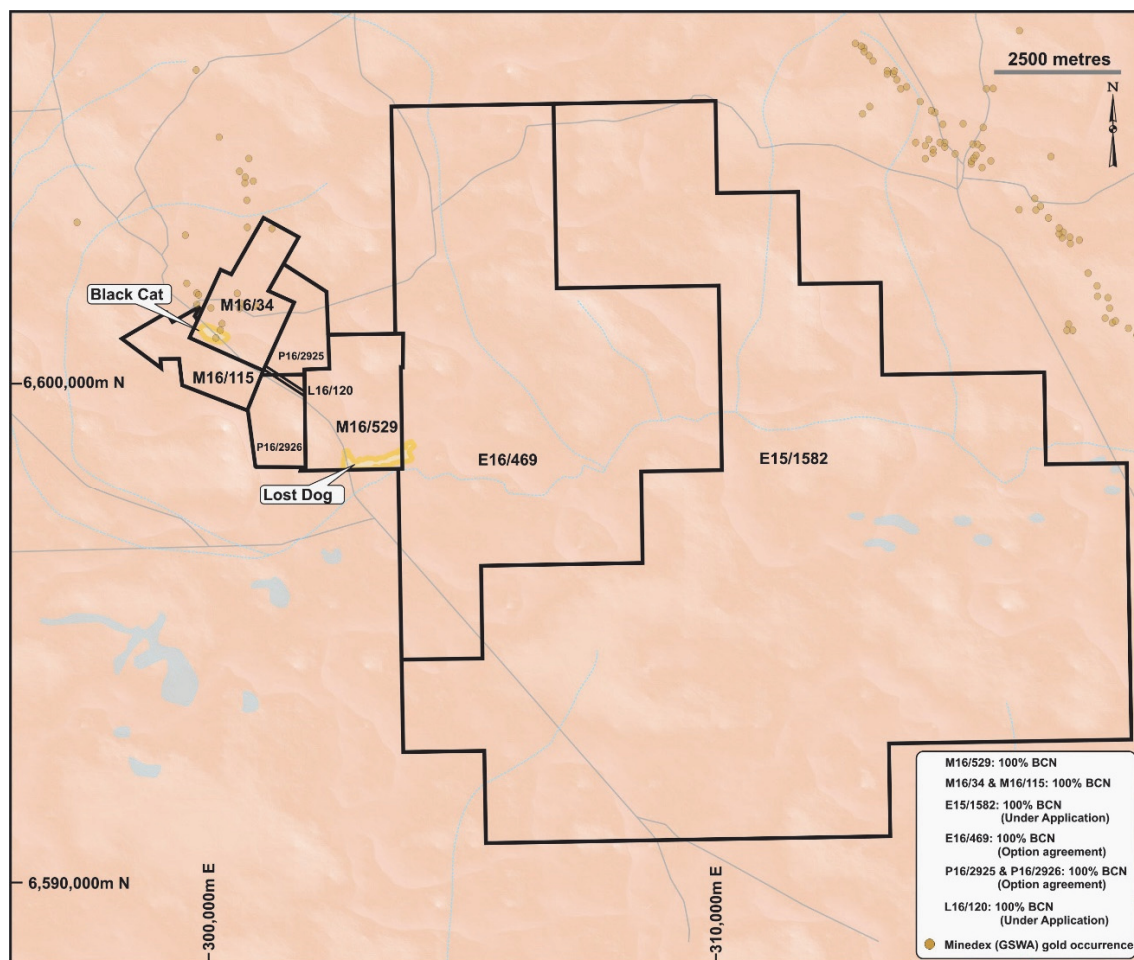 2500 metres
N
Black Cat
M16/34
P16/2925
6,600,000m N
M16/115
L16/120
M16/529
P16/2926
E16/469
E15/1582
Lost Dog
6,590,000m N
300,000m E
310,000m E
M16/529: 100% BCN
M16/34 & M16/115: 100% BCN
E15/1582: 100% BCN
(Under Application)
E16/469: 100% BCN
(Option agreement)
P16/2925 & P16/2926: 100% BCN
(Option agreement)
L16/120: 100% BCN
(Under Application)
Minedex (GSWA) gold occurrence